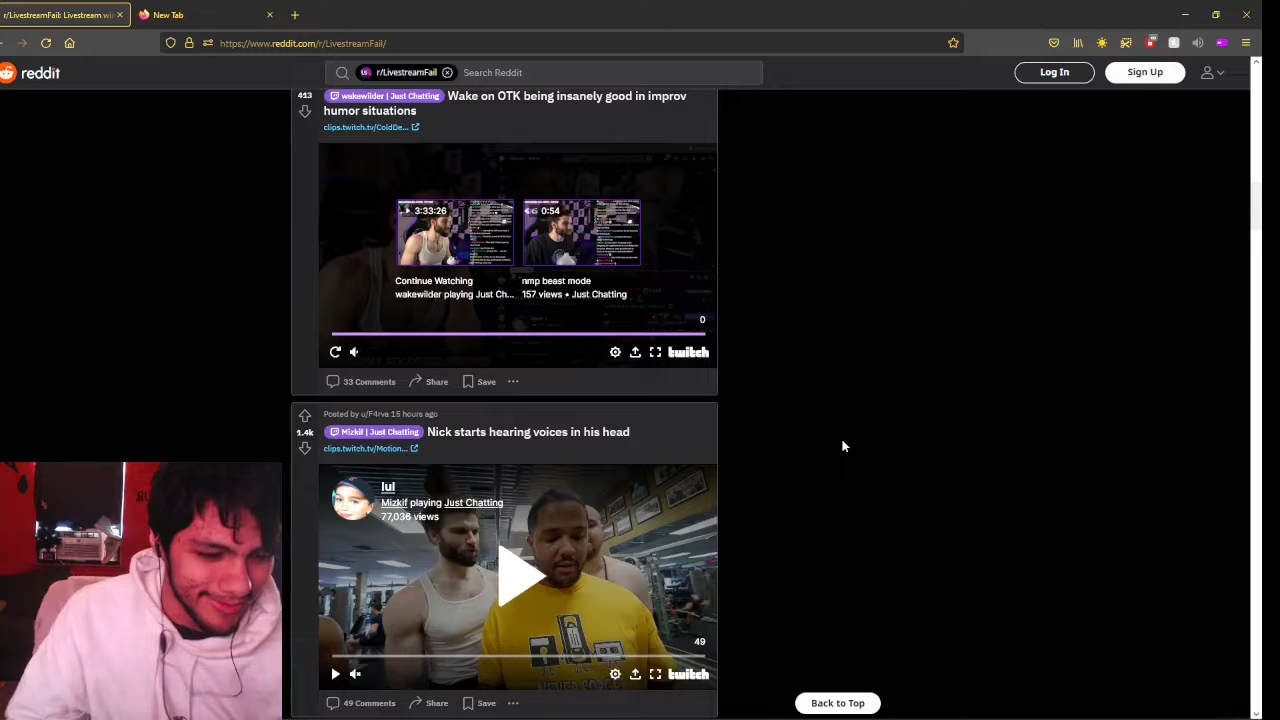 r/LivestreamFail: Livestream wi
New Tab
https://www.reddit.com/r/LivestreamFail/
reddit
r/LivestreamFail
Search Reddit
Log In
Sign Up
413
wakewilder | Just Chatting Wake on OTK being insanely good in improv
humor situations
clips.twitch.tv/ColdDe...
3:33:26
0:54
Continue Watching
wakewilder playing Just Ch...
nmp beast mode
157 views • Just Chatting
0
twitch
33 Comments
Share
Save
Posted by u/F4rva 15 hours ago
1.4k
Mizkif | Just Chatting Nick starts hearing voices in his head
clips.twitch.tv/Motion...
lul
Mizkif playing Just Chatting
77,036 views
49
twitch
49 Comments
Share
Save
Back to Top